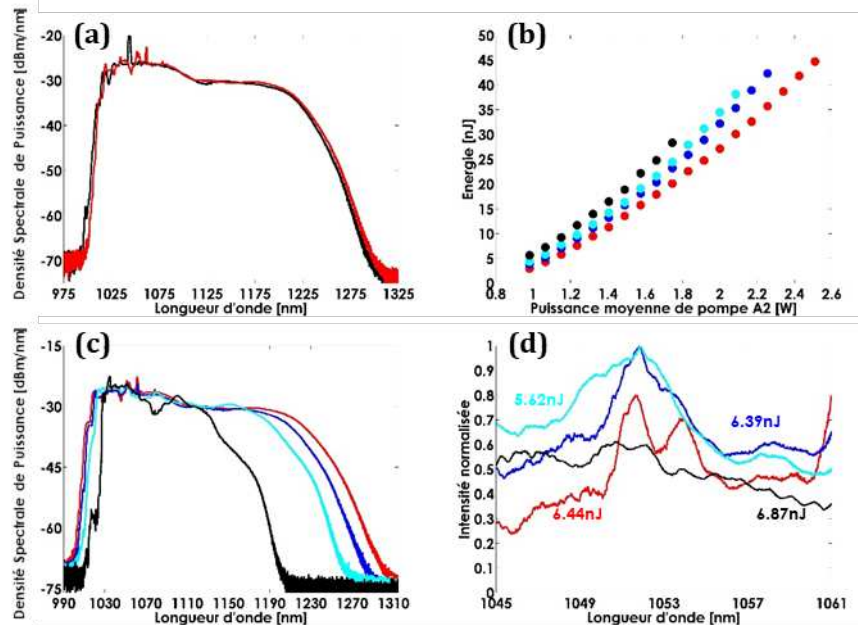 (a)
Densité Spectrale de Puissance [dBm/nm]
-20
-30
-40
-50
-60
-70
975 1025 1075 1125 1175 1225 1275 1325
Longueur d'onde [nm]
(b)
Energie [nJ]
50
45
40
35
30
25
20
15
10
5
0
0.8 1 1.2 1.4 1.6 1.8 2 2.2 2.4 2.6
Puissance moyenne de pompe A2 [W]
(c)
Densité Spectrale de Puissance [dBm/nm]
-15
-30
-45
-60
-75
990 1030 1070 1110 1150 1190 1230 1270 1310
Longueur d'onde [nm]
(d)
Intensité normalisée
1
0.9
0.8
0.7
0.6
0.5
0.4
0.3
0.2
0.1
0
5.62nJ
6.39nJ
6.44nJ
6.87nJ
1045 1049 1053 1057 1061
Longueur d'onde [nm]